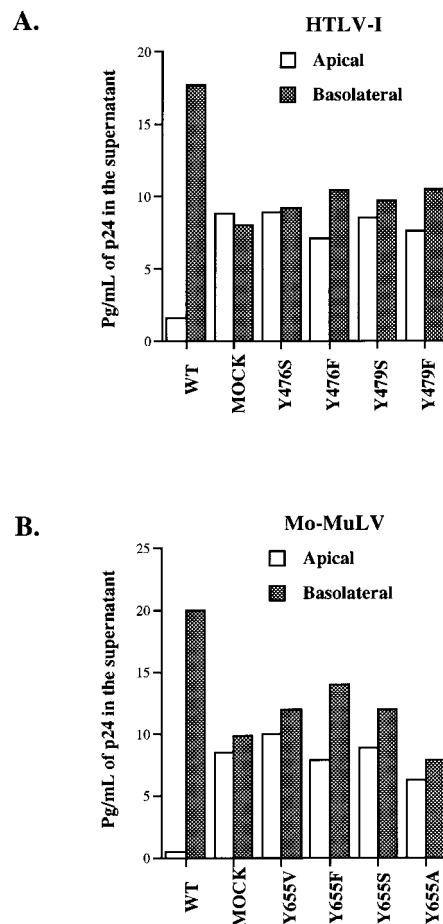 A.
HTLV-I
Apical
Basolateral
Pg/mL of p24 in the supernatant
20
15
10
5
0
WT
MOCK
Y476S
Y476F
Y479S
Y479F
B.
Mo-MuLV
Apical
Basolateral
Pg/mL of p24 in the supernatant
25
20
15
10
5
0
WT
MOCK
Y655V
Y655F
Y655S
Y655A